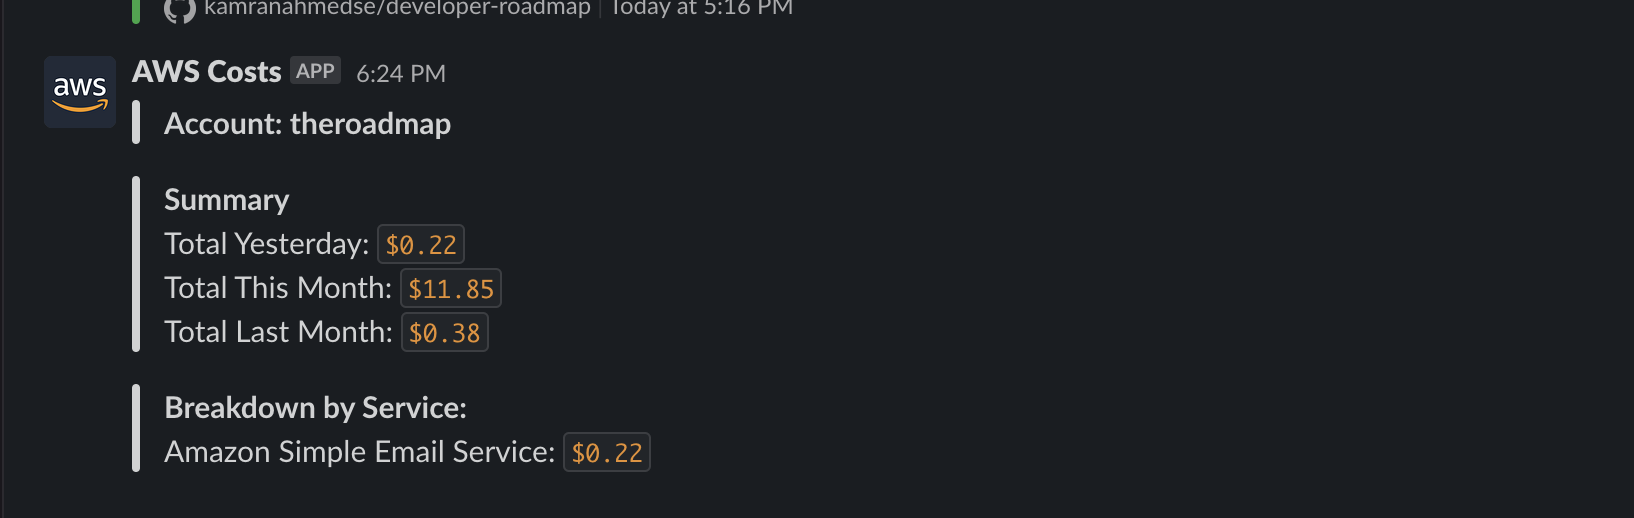 kamranahmedse/developer-roadmap | Today at 5:16 PM
aws
AWS Costs APP 6:24 PM
Account: theroadmap
Summary
Total Yesterday: $0.22
Total This Month: $11.85
Total Last Month: $0.38
Breakdown by Service:
Amazon Simple Email Service: $0.22